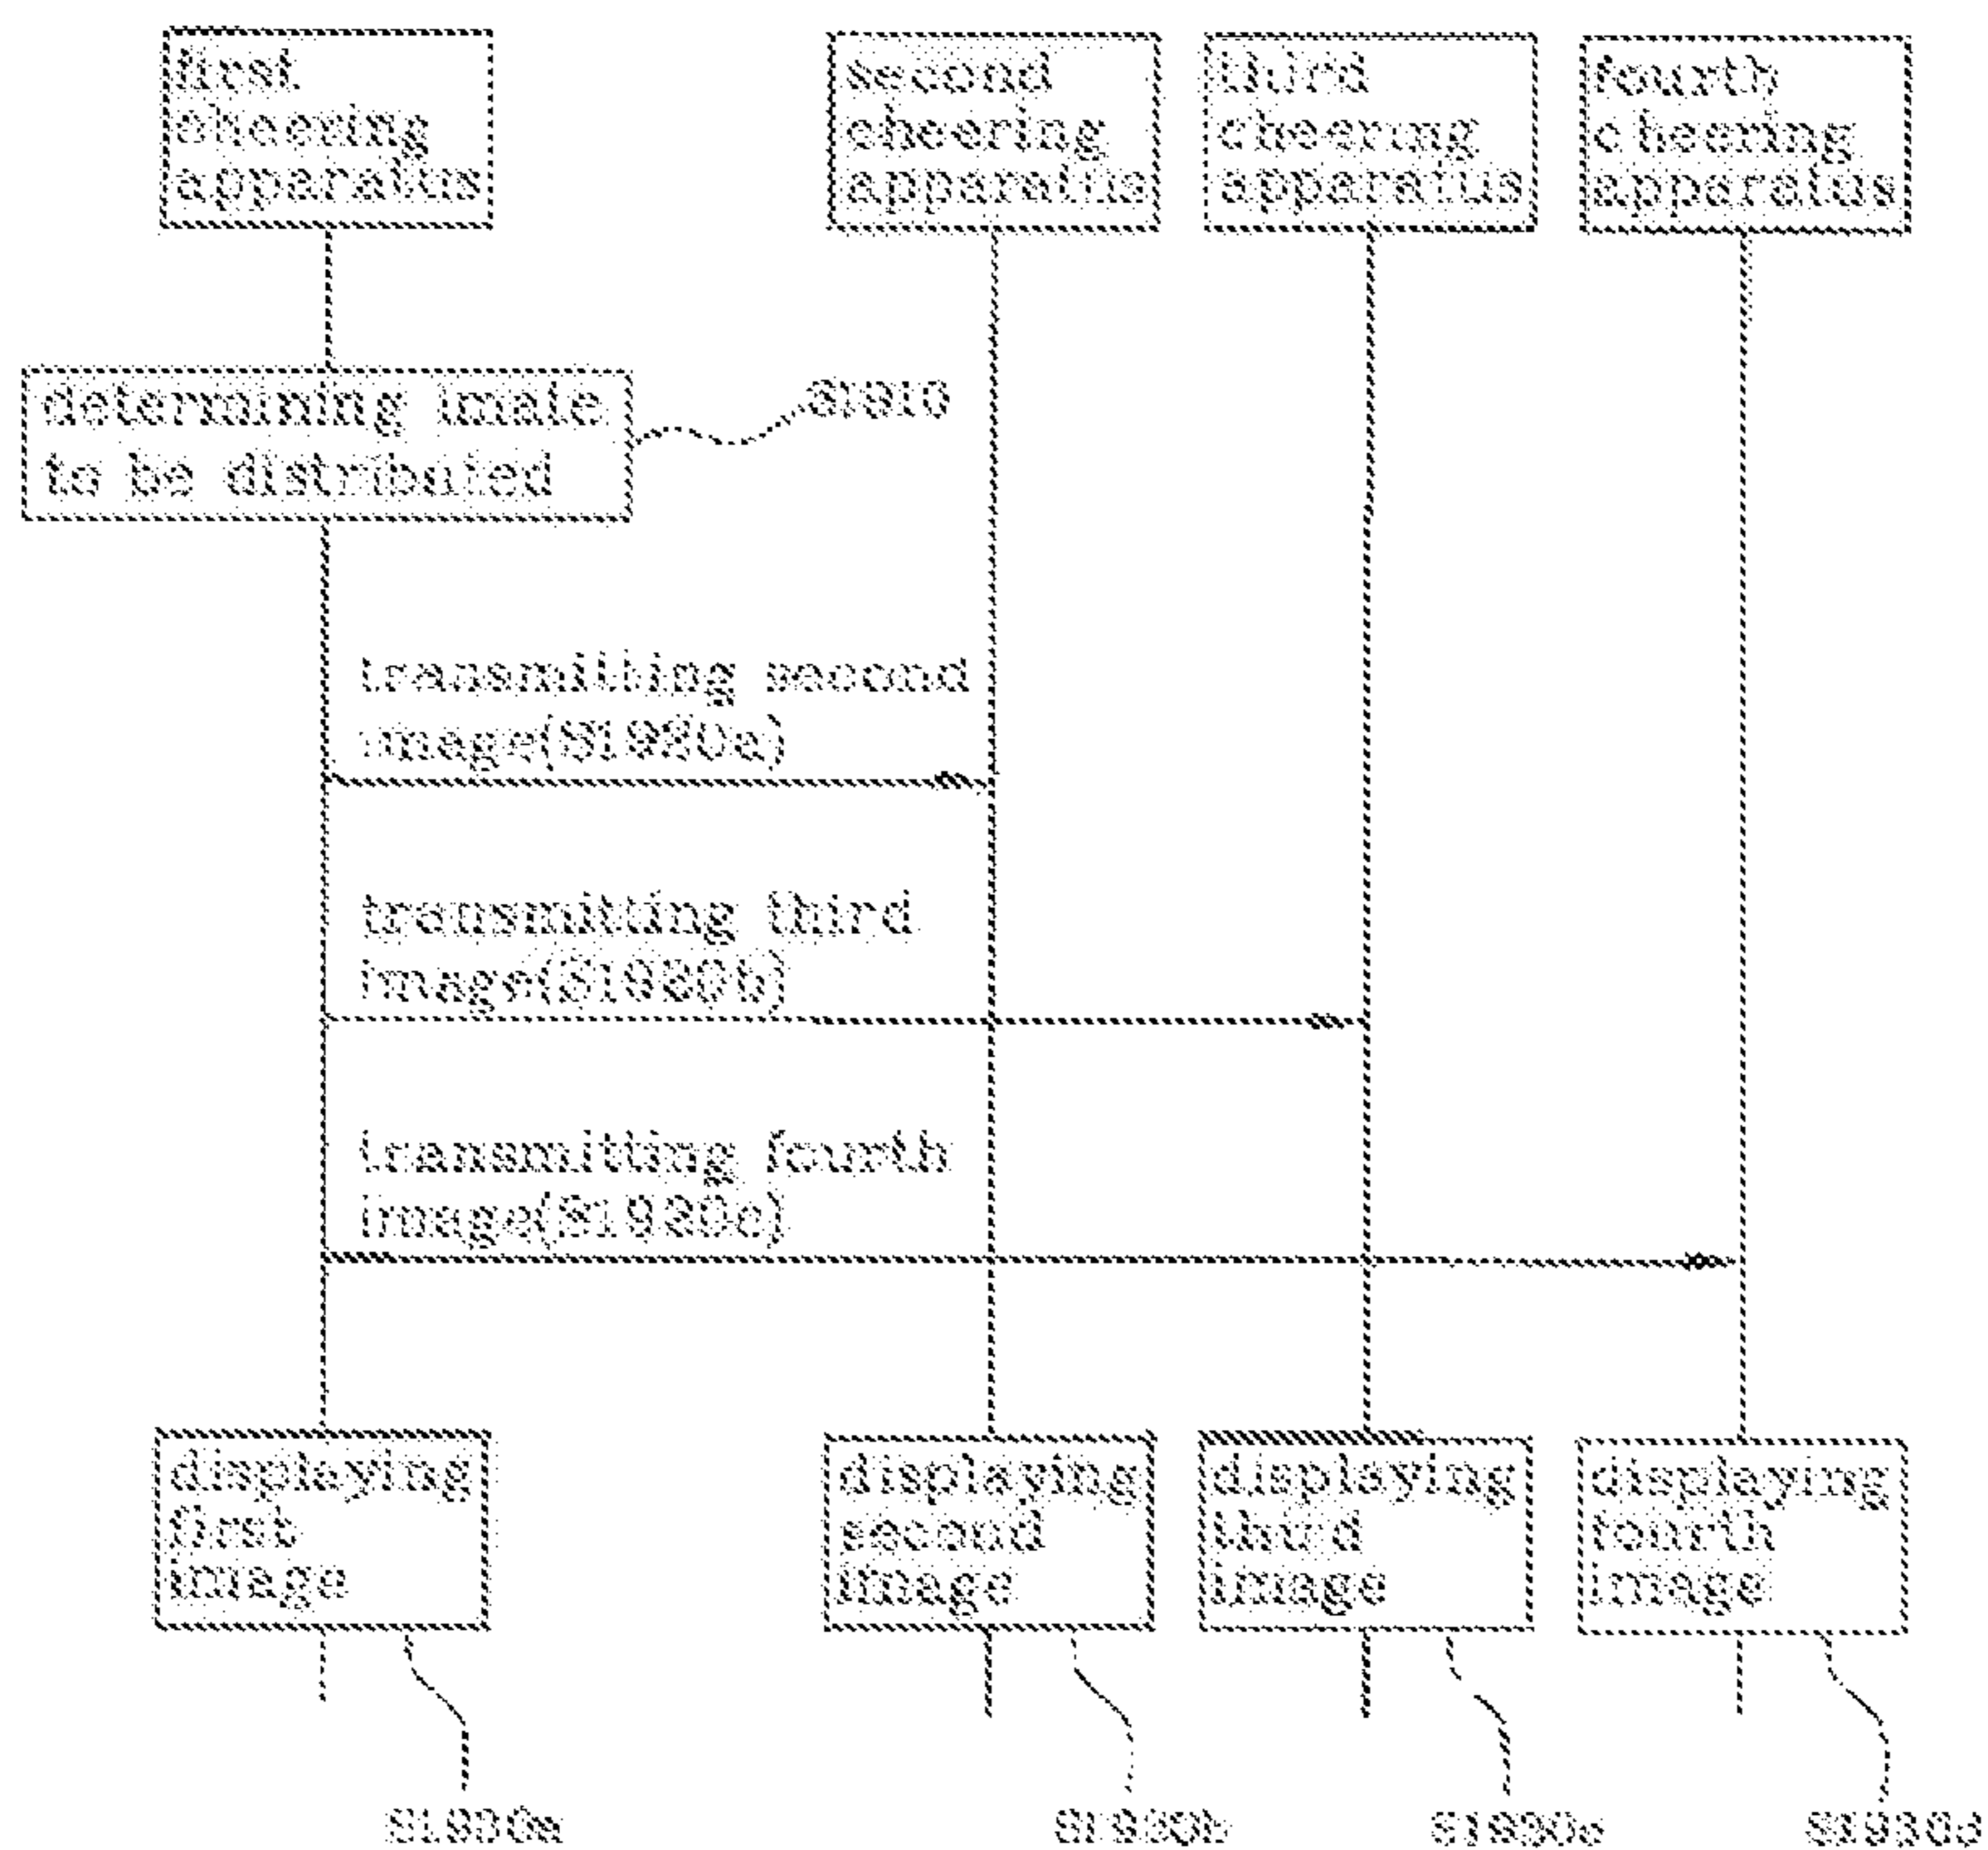 first
cheering
apparatus
second
cheering
apparatus
third
cheering
apparatus
fourth
cheering
apparatus
determining imate
to be distributed
S1910
transmitting second
image(S1920a)
transmitting third
image(S1920b)
transmitting fourth
image(S1920c)
displaying
first
image
displaying
second
image
displaying
third
image
displaying
fourth
image
S1930a
S1930b
S1930c
S1930d